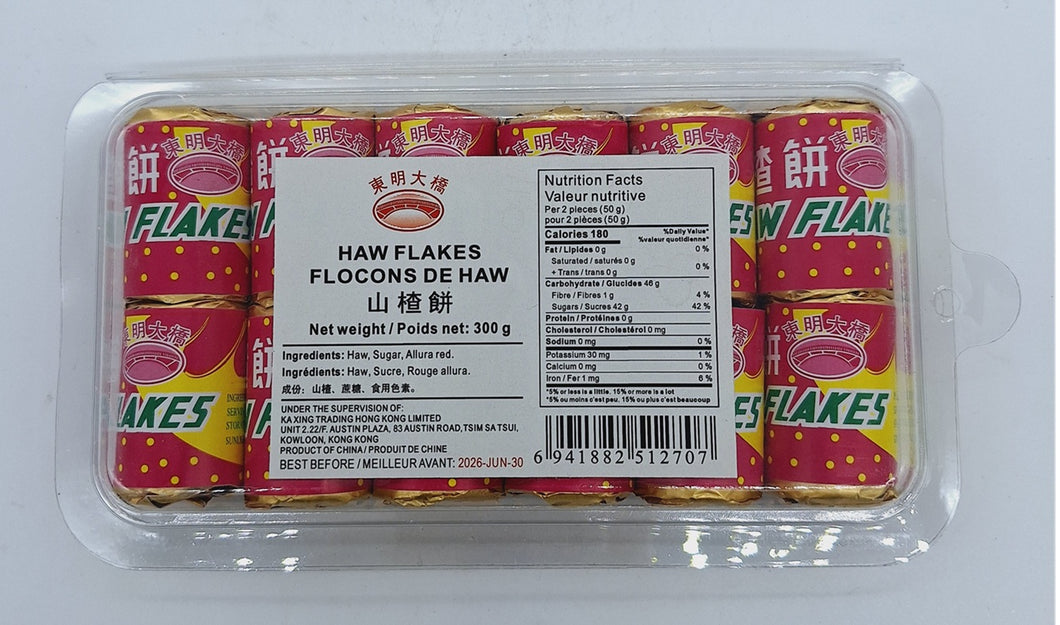 餅 東明大橋
餅 東明大橋
東明大橋
東明大橋
東明大橋
餅 東明大橋
FLAKES
W FLAKE
東明大橋
HAW FLAKES
FLOCONS DE HAW
山楂餅
Net weight / Poids net: 300 g
Ingredients: Haw, Sugar, Allura red.
Ingrédients: Haw, Sucre, Rouge allura.
成份: 山楂、蔗糖、食用色素。
UNDER THE SUPERVISION OF:
KA XING TRADING HONG KONG LIMITED
UNIT 2.22/F. AUSTIN PLAZA, 83 AUSTIN ROAD,TSIM SA TSUI,
KOWLOON, KONG KONG
PRODUCT OF CHINA / PRODUIT DE CHINE
BEST BEFORE / MEILLEUR AVANT: 2026-JUN-30
Nutrition Facts
Valeur nutritive
Per 2 pieces (50 g)
pour 2 pièces (50 g)
Calories 180
%Daily Value*
%valeur quotidienne*
Fat / Lipides 0 g 0 %
Saturated / saturés 0 g
+ Trans / trans 0 g 0 %
Carbohydrate / Glucides 46 g
Fibre / Fibres 1 g 4 %
Sugars / Sucres 42 g 42 %
Protein / Protéines 0 g
Cholesterol / Cholestérol 0 mg
Sodium 0 mg 0 %
Potassium 30 mg 1 %
Calcium 0 mg 0 %
Iron / Fer 1 mg 6 %
*5% or less is a little, 15% or more is a lot
*5% ou moins c'est peu, 15% ou plus c'est beaucoup
6 941882 512707
東明大橋
餅
東明大橋
LAKES
ES
FLAKES